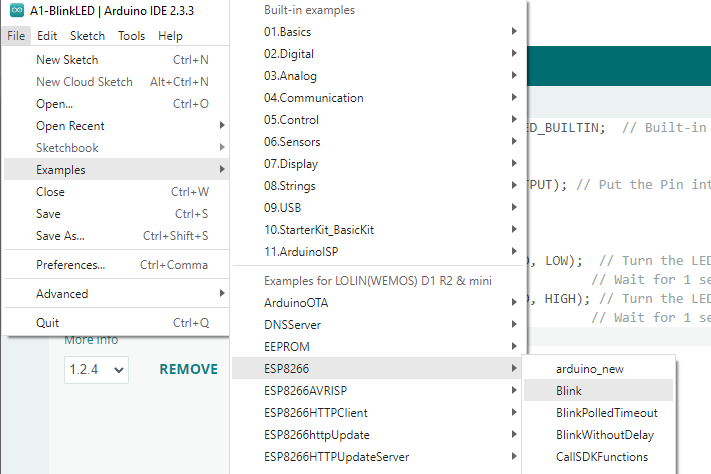 A1-BlinkLED | Arduino IDE 2.3.3
File Edit Sketch Tools Help
New Sketch Ctrl+N
New Cloud Sketch Alt+Ctrl+N
Open... Ctrl+O
Open Recent
Sketchbook
Examples
Close Ctrl+W
Save Ctrl+S
Save As... Ctrl+Shift+S
Preferences... Ctrl+Comma
Advanced
Quit Ctrl+Q
More info
1.2.4 REMOVE
Built-in examples
01.Basics
02.Digital
03.Analog
04.Communication
05.Control
06.Sensors
07.Display
08.Strings
09.USB
10.StarterKit_BasicKit
11.ArduinoISP
Examples for LOLIN(WEMOS) D1 R2 & mini
ArduinoOTA
DNSServer
EEPROM
ESP8266
ESP8266AVRISP
ESP8266HTTPClient
ESP8266httpUpdate
ESP8266HTTPUpdateServer
arduino_new
Blink
BlinkPolledTimeout
BlinkWithoutDelay
CallSDKFunctions
ED_BUILTIN; // Built-in
TPUT); // Put the Pin int
D, LOW); // Turn the LED
// Wait for 1 se
D, HIGH); // Turn the LED
// Wait for 1 se